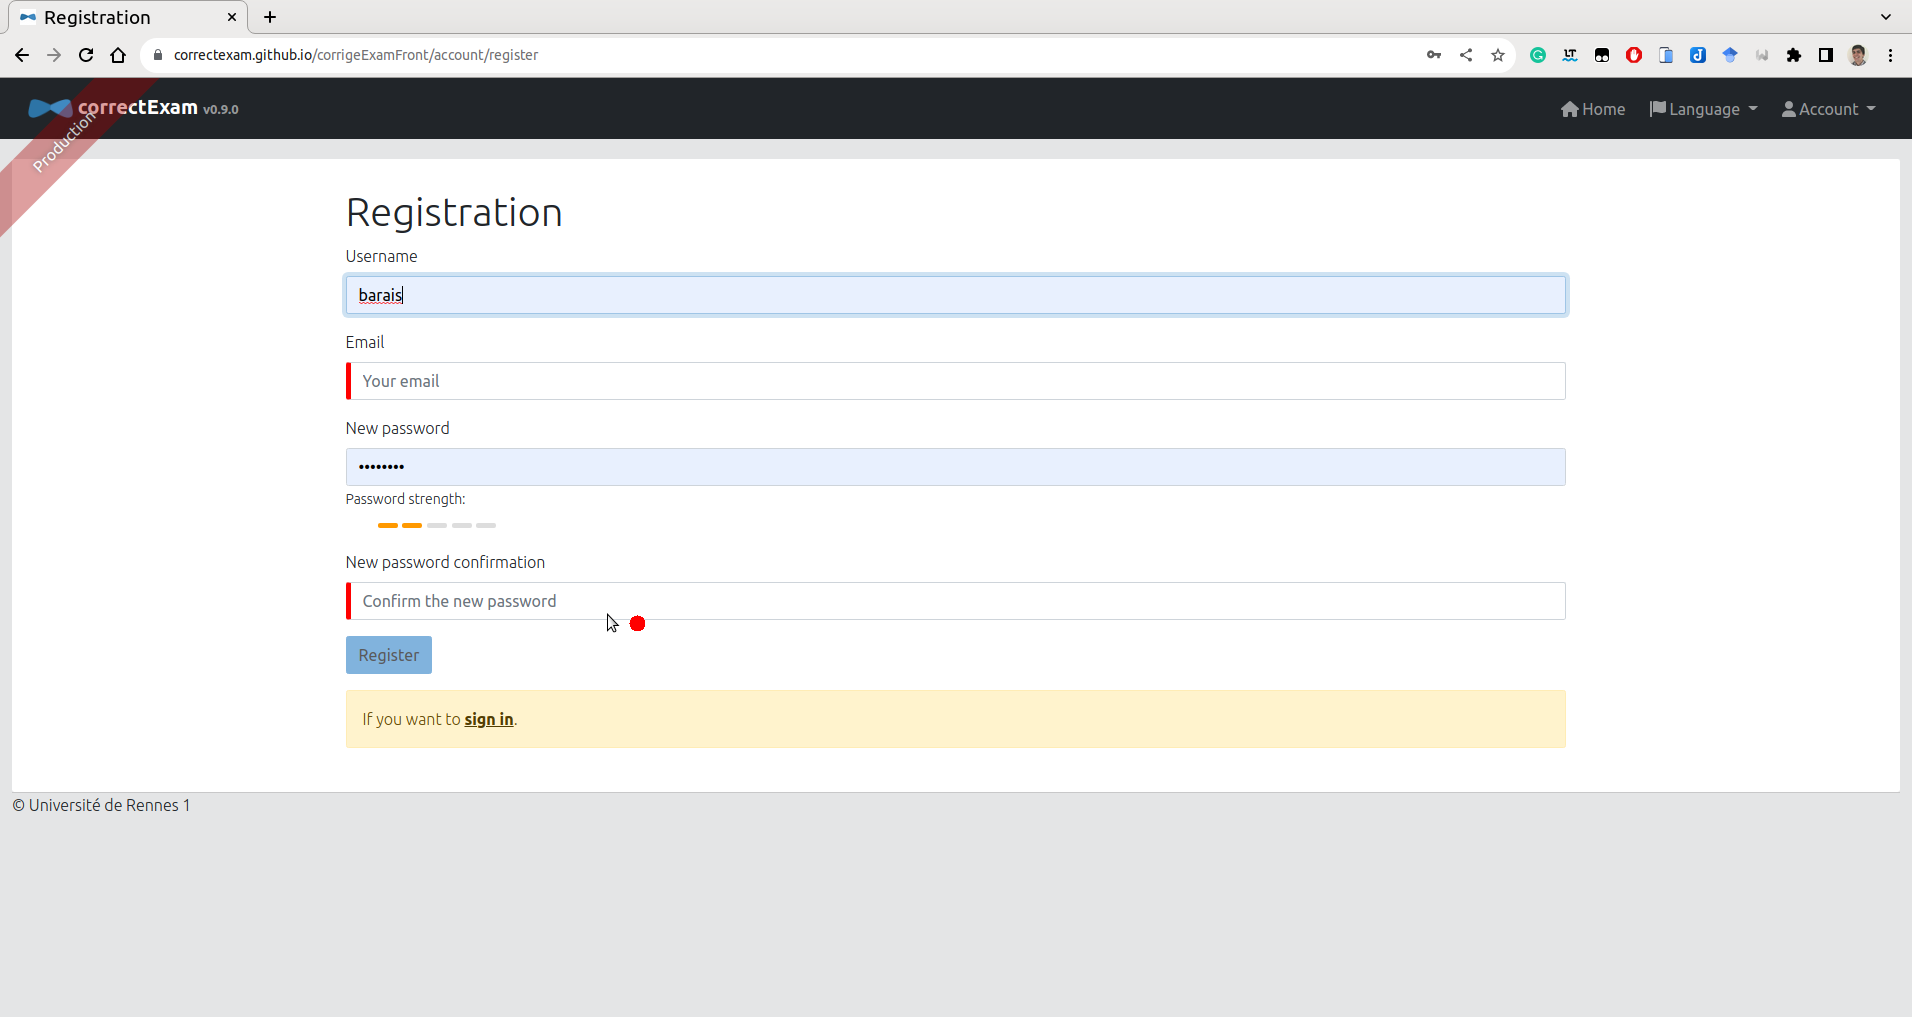 Registration
correctexam.github.io/corrigeExamFront/account/register
correctExam v0.9.0
Home
Language
Account
Production
Registration
Username
barais
Email
Your email
New password
••••••••
Password strength:
New password confirmation
Confirm the new password
Register
If you want to sign in.
© Université de Rennes 1